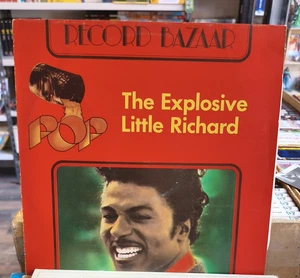 RECORD BAZAAR
POP
The Explosive
Little Richard